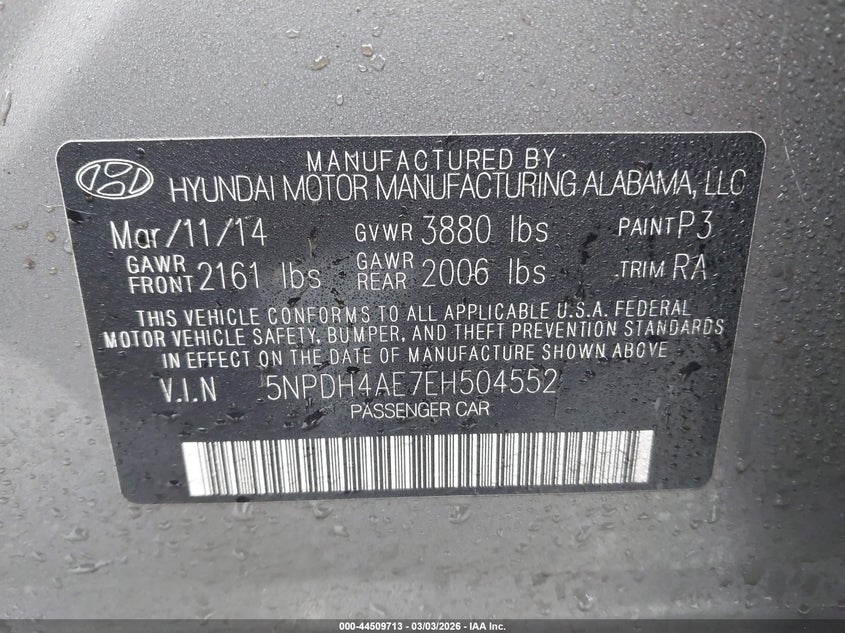 MANUFACTURED BY
HYUNDAI MOTOR MANUFACTURING ALABAMA, LLC
Mar/11/14 GVWR 3880 lbs PAINT P3
GAWR FRONT 2161 lbs GAWR REAR 2006 lbs TRIM RA
THIS VEHICLE CONFORMS TO ALL APPLICABLE U.S.A. FEDERAL
MOTOR VEHICLE SAFETY, BUMPER, AND THEFT PREVENTION STANDARDS
IN EFFECT ON THE DATE OF MANUFACTURE SHOWN ABOVE
V.I.N 5NPDH4AE7EH504552
PASSENGER CAR
000-44509713 - 03/03/2026 - IAA Inc.